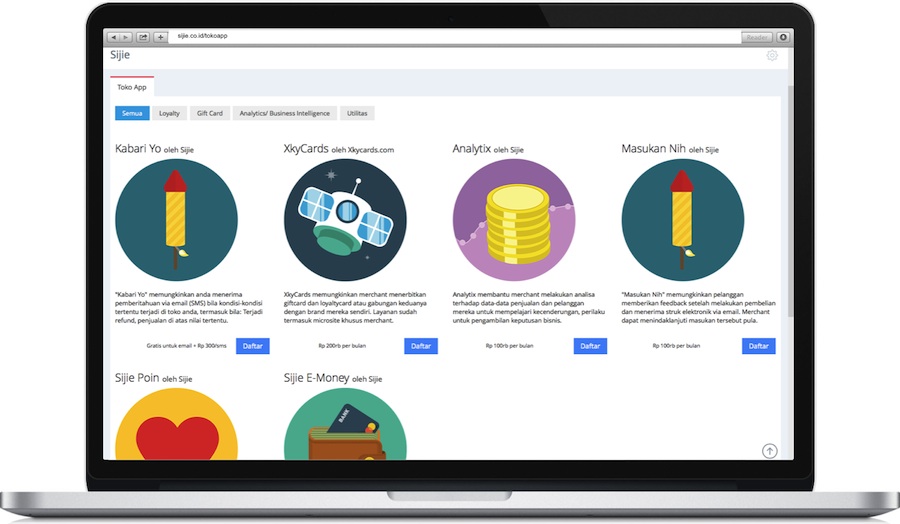 sijie.co.id/tokoapp
Reader
Sijie
Toko App
Semua
Loyalty
Gift Card
Analytics/ Business Intelligence
Utilitas
Kabari Yo oleh Sijie
XkyCards oleh Xkycards.com
Analytix oleh Sijie
Masukan Nih oleh Sijie
"Kabari Yo" memungkinkan anda menerima
pemberitahuan via email (SMS) bila kondisi-kondisi
tertentu terjadi di toko anda, termasuk bila: Terjadi
refund, penjualan di atas nilai tertentu.
XkyCards memungkinkan merchant menerbitkan
giftcard dan loyaltycard atau gabungan keduanya
dengan brand mereka sendiri. Layanan sudah
termasuk microsite khusus merchant.
Analytix membantu merchant melakukan analisa
terhadap data-data penjualan dan pelanggan
mereka untuk mempelajari kecenderungan, perilaku
untuk pengambilan keputusan bisnis.
"Masukan Nih" memungkinkan pelanggan
memberikan feedback setelah melakukan pembelian
dan menerima struk elektronik via email. Merchant
dapat menindaklanjuti masukan tersebut pula.
Gratis untuk email + Rp 300/sms
Daftar
Rp 200rb per bulan
Daftar
Rp 100rb per bulan
Daftar
Rp 100rb per bulan
Daftar
Sijie Poin oleh Sijie
Sijie E-Money oleh Sijie
BANK